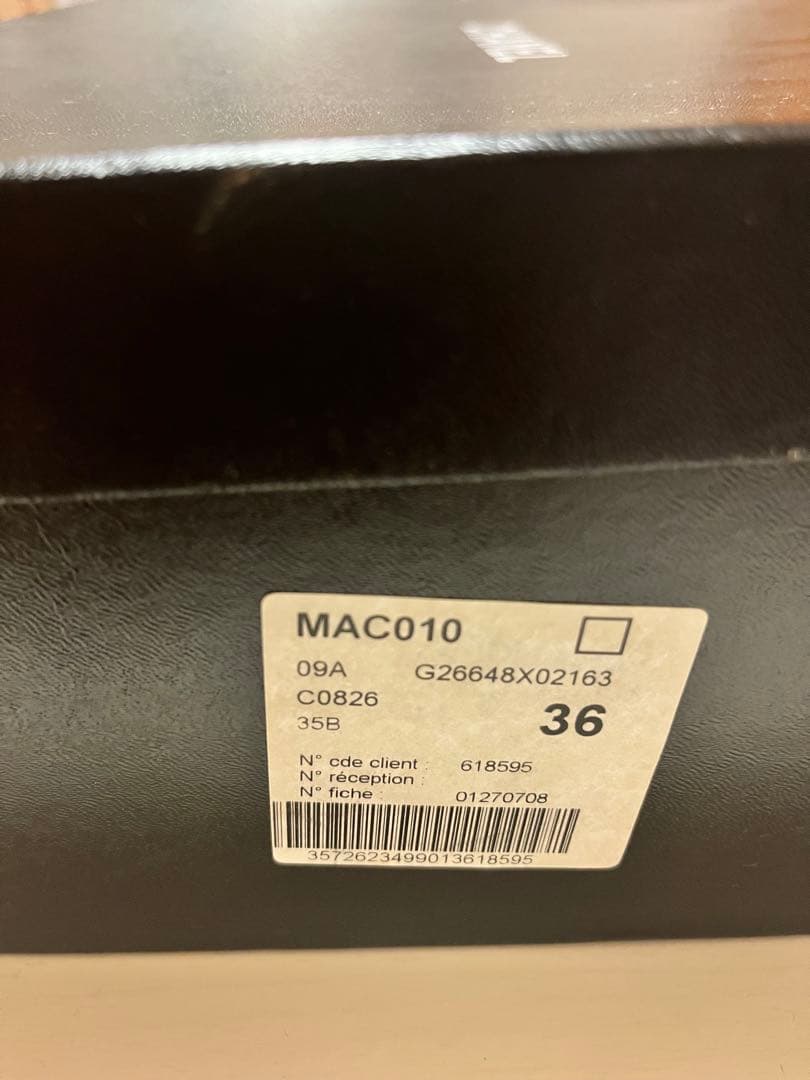 MAC010
09A G26648X02163
C0826
35B 36
N° cde client : 618595
N° réception :
N° fiche : 01270708
3572623499013618595